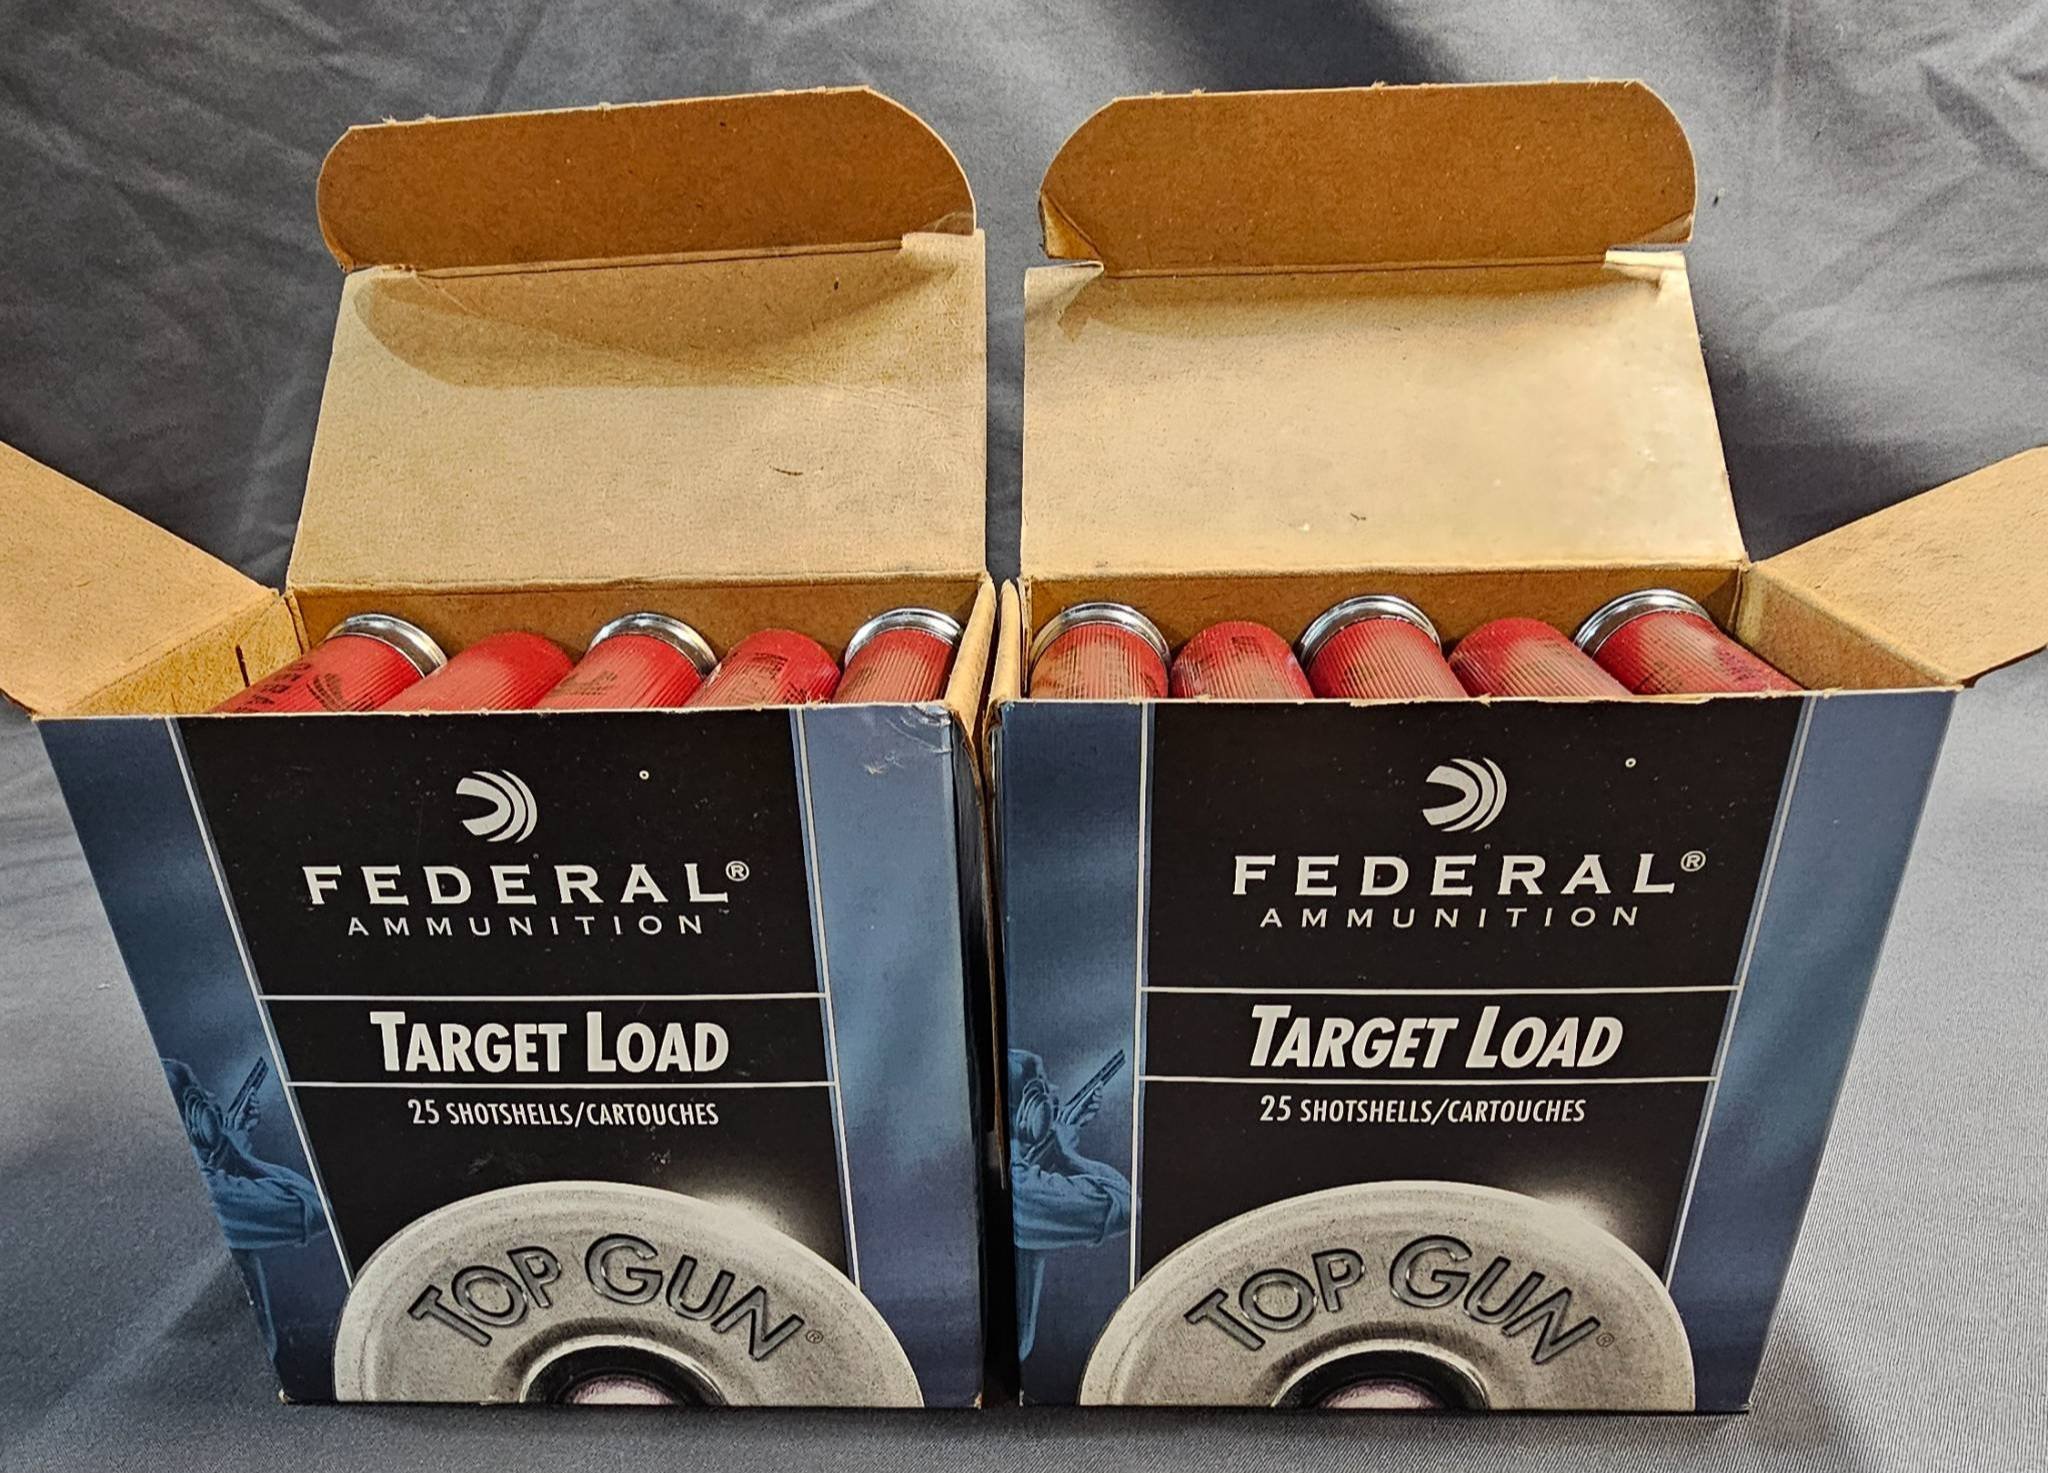 FEDERAL®
AMMUNITION
TARGET LOAD
25 SHOTSHELLS/CARTOUCHES
TOP GUN®
FEDERAL®
AMMUNITION
TARGET LOAD
25 SHOTSHELLS/CARTOUCHES
TOP GUN®